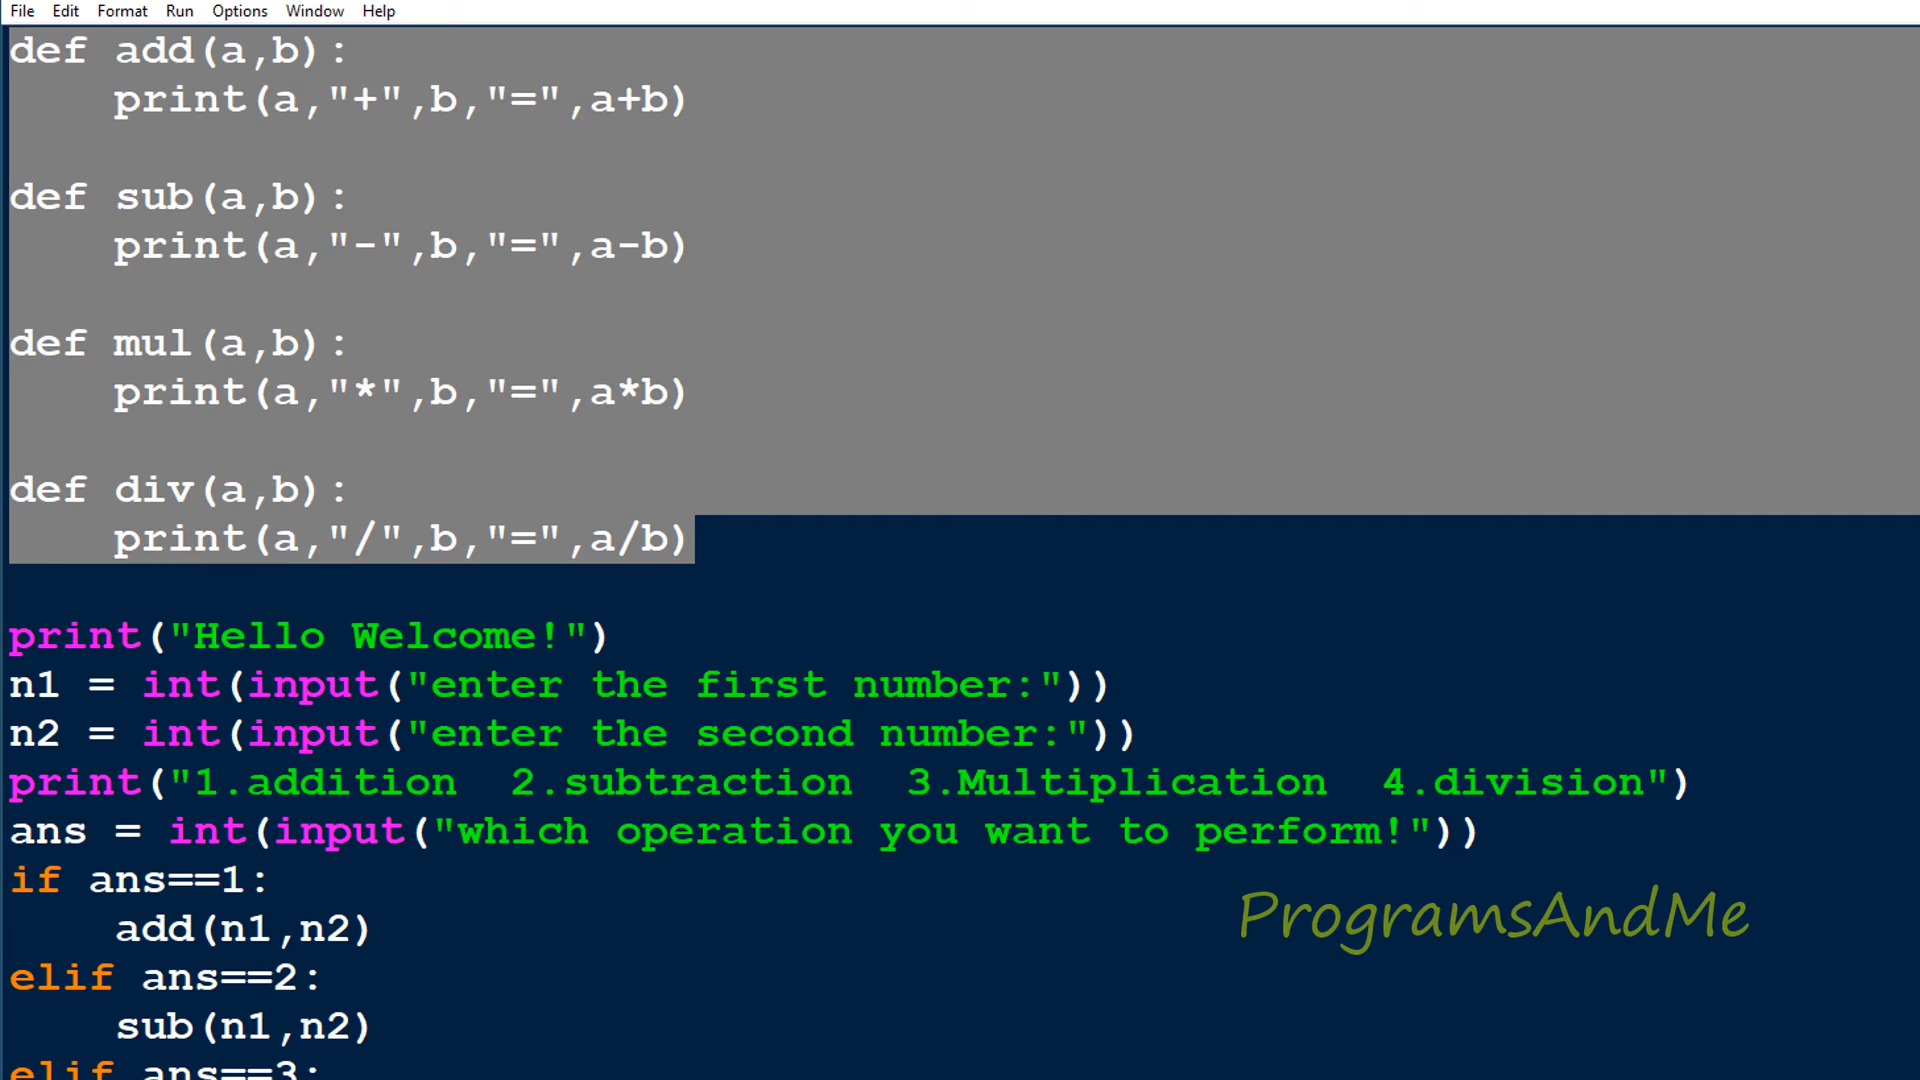 File Edit Format Run Options Window Help
def add(a,b):
    print(a,"+",b,"=",a+b)
def sub(a,b):
    print(a,"-",b,"=",a-b)
def mul(a,b):
    print(a,"*",b,"=",a*b)
def div(a,b):
    print(a,"/",b,"=",a/b)
print("Hello Welcome!")
n1 = int(input("enter the first number:"))
n2 = int(input("enter the second number:"))
print("1.addition  2.subtraction  3.Multiplication  4.division")
ans = int(input("which operation you want to perform!"))
if ans==1:
    add(n1,n2)
ProgramsAndMe
elif ans==2:
    sub(n1,n2)
elif ans==3: